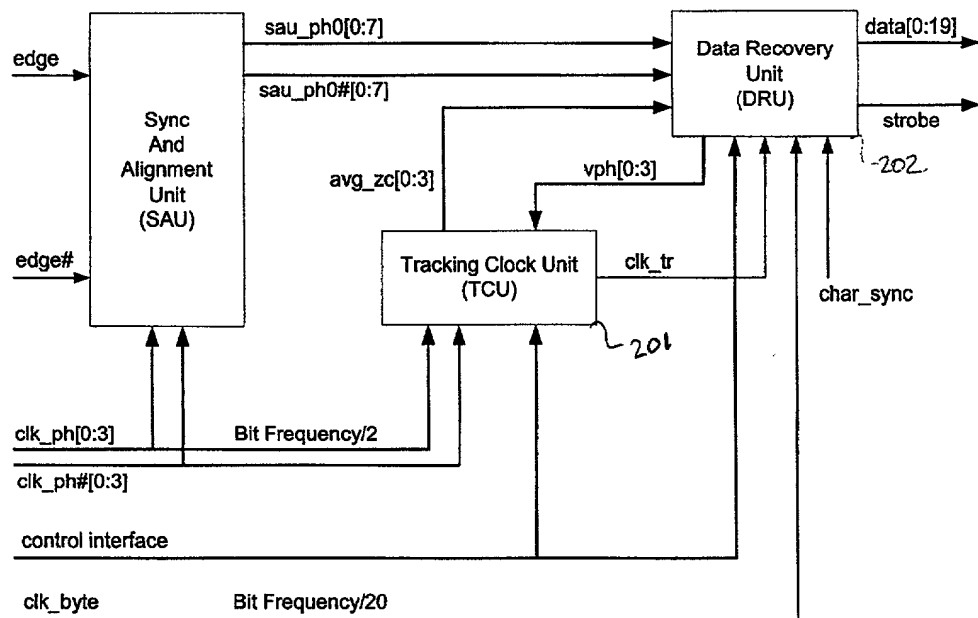 sau_ph0[0:7]
data[0:19]
edge
Data Recovery
Unit
(DRU)
sau_ph0#[0:7]
Sync
And
Alignment
Unit
(SAU)
strobe
avg_zc[0:3]
vph[0:3]
202
edge#
Tracking Clock Unit
(TCU)
clk_tr
char_sync
201
clk_ph[0:3]
Bit Frequency/2
clk_ph#[0:3]
control interface
clk_byte
Bit Frequency/20